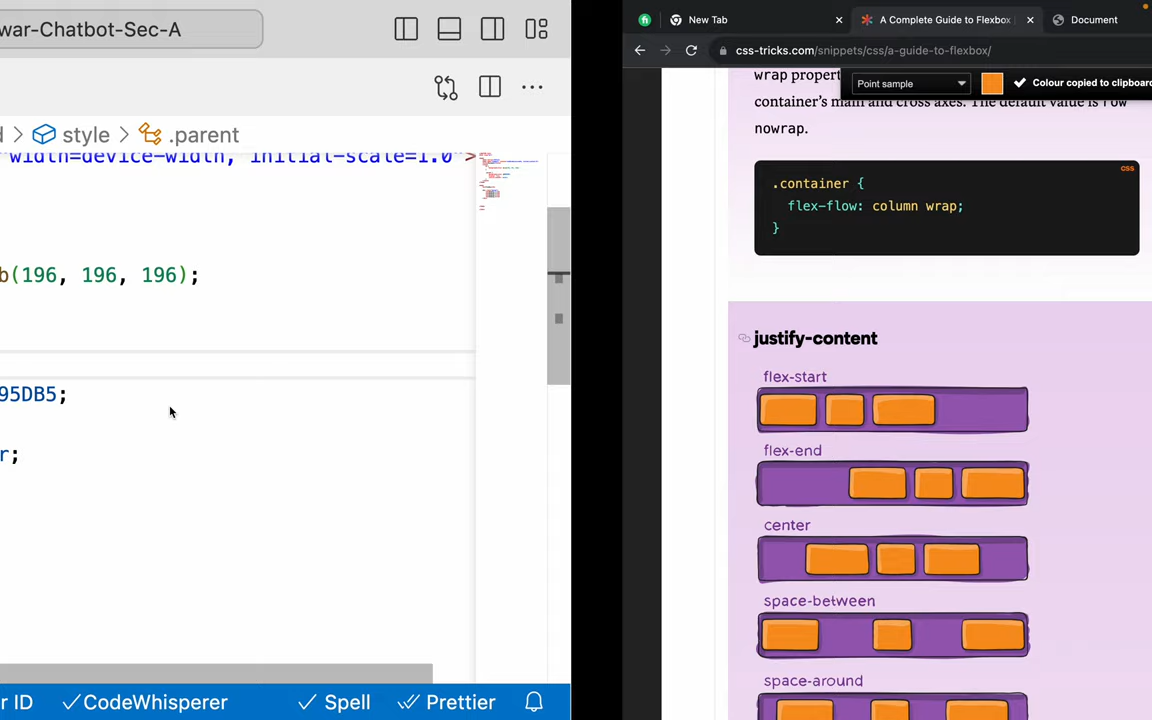 war-Chatbot-Sec-A
style > .parent
"width=device-width, initial-scale=1.0">
b(196, 196, 196);
95DB5;
r;
r ID
CodeWhisperer
Spell
Prettier
New Tab
A Complete Guide to Flexbox
Document
css-tricks.com/snippets/css/a-guide-to-flexbox/
Point sample
Colour copied to clipboard
wrap propert
container's main and cross axes. The default value is row
nowrap.
css
.container {
flex-flow: column wrap;
}
justify-content
flex-start
flex-end
center
space-between
space-around